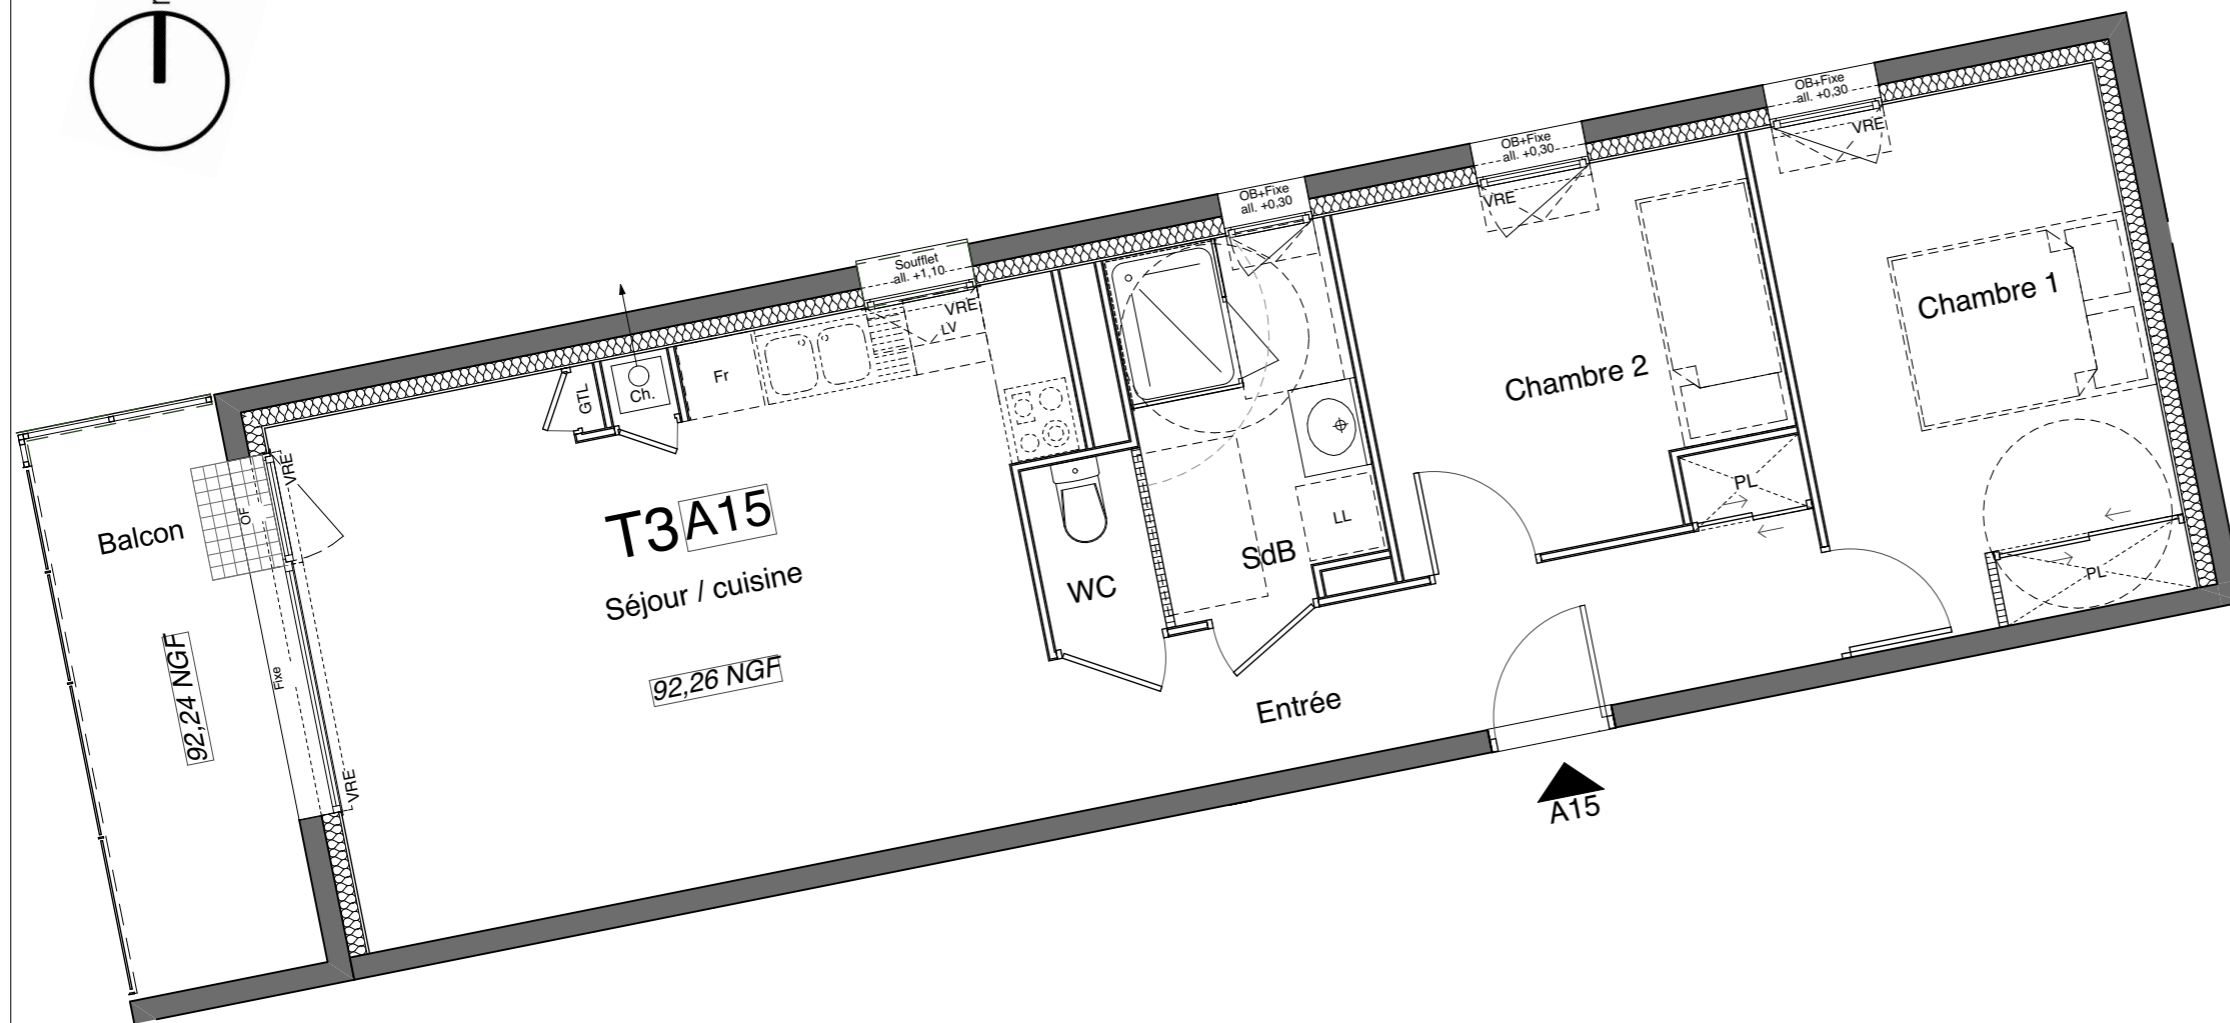 OB+Fixe
all. +0,30
VRE
OB+Fixe
all. +0,30
VRE
OB+Fixe
all. +0,30
Soufflet
all. +1,10
VRE
LV
Chambre 1
Chambre 2
Fr
GTL
Ch.
VRE
OF
Balcon
T3 A15
Séjour / cuisine
92,26 NGF
92,24 NGF
Fixe
VRE
WC
SdB
LL
PL
PL
Entrée
A15